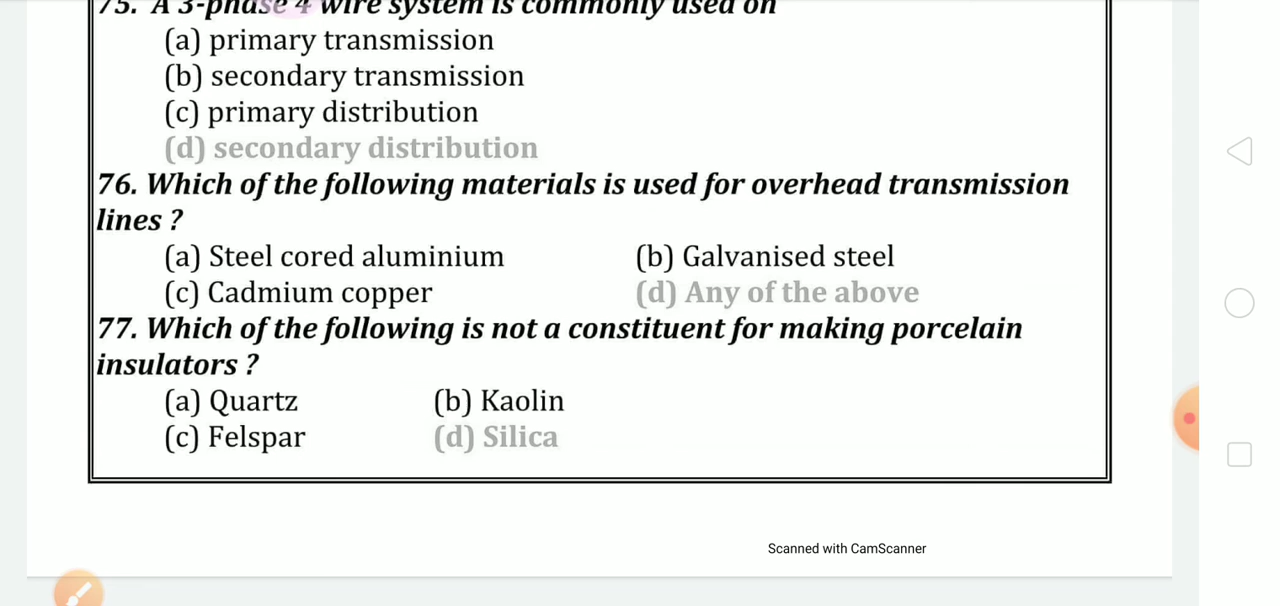 75. A 3-phase 4 wire system is commonly used on
(a) primary transmission
(b) secondary transmission
(c) primary distribution
(d) secondary distribution
76. Which of the following materials is used for overhead transmission
lines ?
(a) Steel cored aluminium (b) Galvanised steel
(c) Cadmium copper (d) Any of the above
77. Which of the following is not a constituent for making porcelain
insulators ?
(a) Quartz (b) Kaolin
(c) Felspar (d) Silica
Scanned with CamScanner